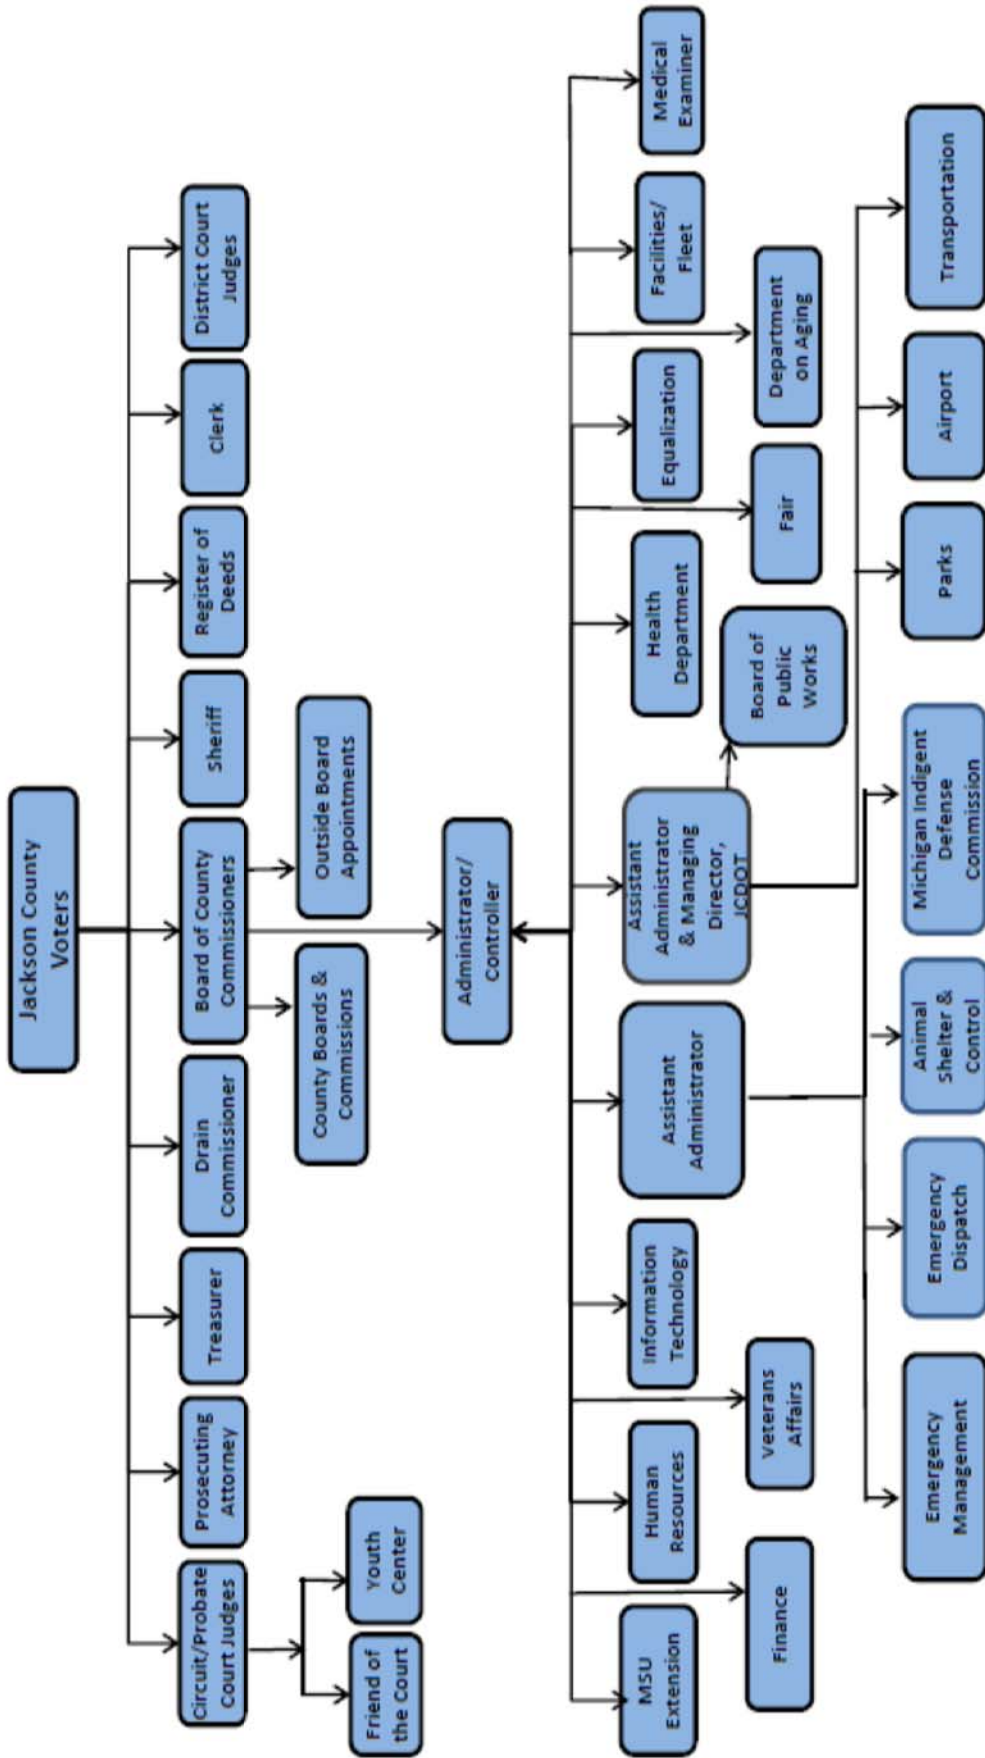 Jackson County
Voters
Circuit/Probate
Court Judges
Prosecuting
Attorney
Treasurer
Drain
Commissioner
Board of County
Commissioners
Sheriff
Register of
Deeds
Clerk
District Court
Judges
Friend of
the Court
Youth
Center
County Boards &
Commissions
Outside Board
Appointments
Administrator/
Controller
MSU
Extension
Human
Resources
Information
Technology
Assistant
Administrator
Assistant
Administrator
& Managing
Director,
JCDOT
Health
Department
Equalization
Facilities/
Fleet
Medical
Examiner
Finance
Veterans
Affairs
Board of
Public
Works
Fair
Department
on Aging
Emergency
Management
Emergency
Dispatch
Animal
Shelter &
Control
Michigan Indigent
Defense
Commission
Parks
Airport
Transportation